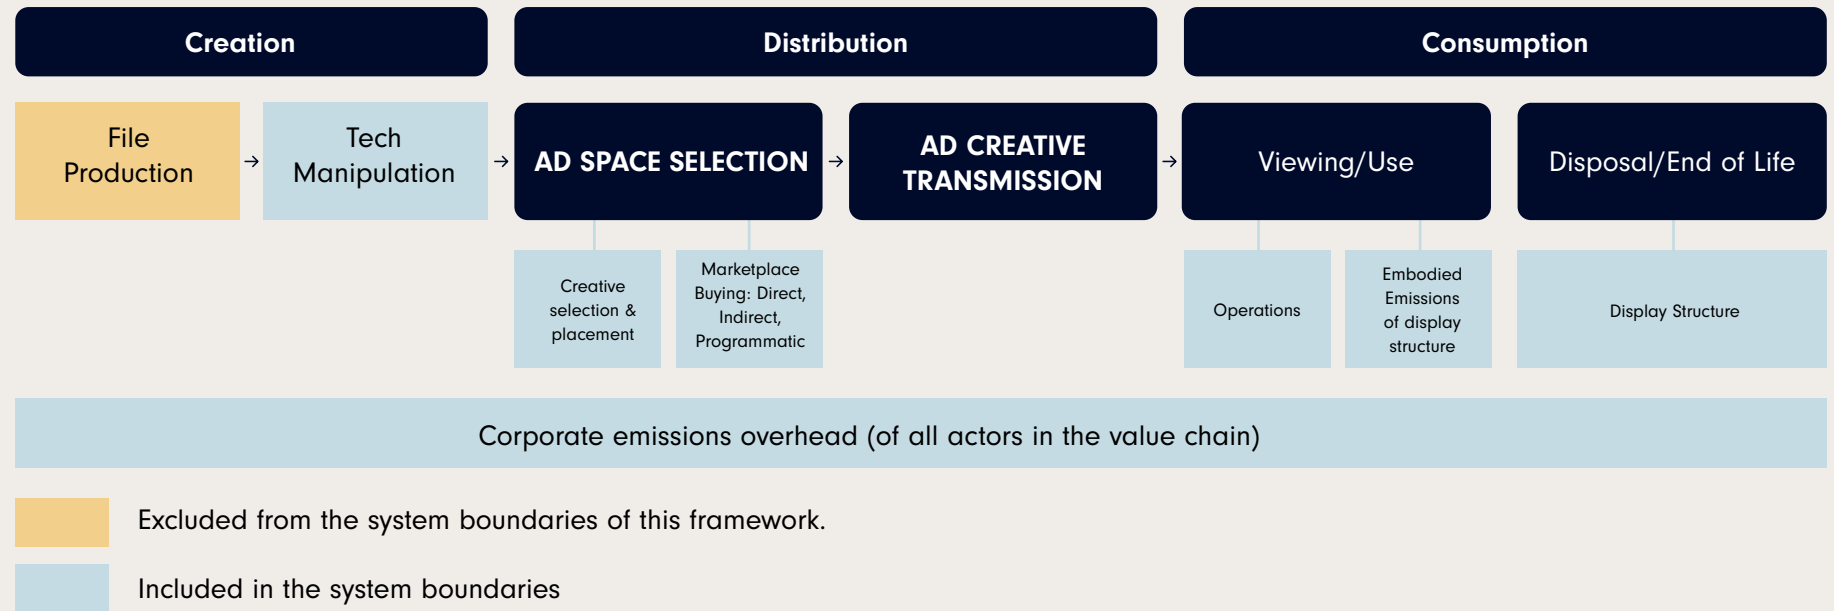 Creation
Distribution
Consumption
File
Production
Tech
Manipulation
AD SPACE SELECTION
AD CREATIVE
TRANSMISSION
Viewing/Use
Disposal/End of Life
Creative
selection &
placement
Marketplace
Buying: Direct,
Indirect,
Programmatic
Operations
Embodied
Emissions
of display
structure
Display Structure
Corporate emissions overhead (of all actors in the value chain)
Excluded from the system boundaries of this framework.
Included in the system boundaries